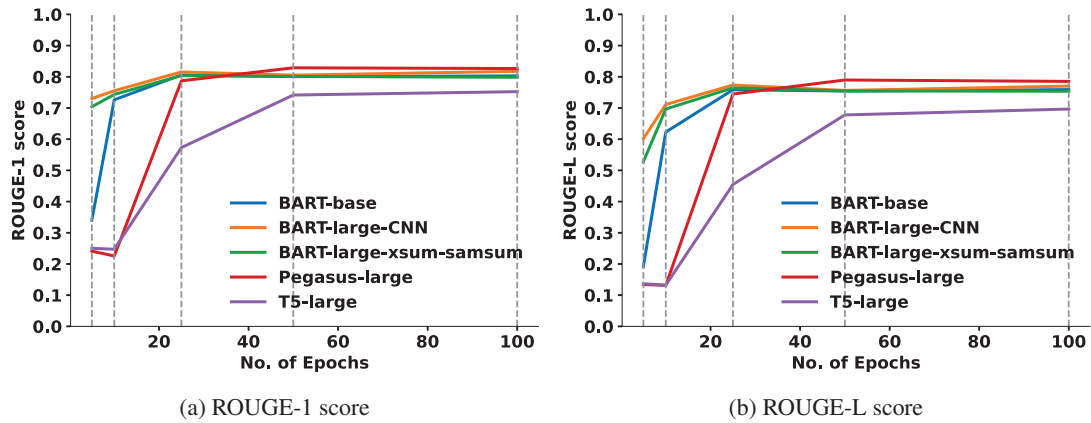 1.0
0.9
0.8
0.7
0.6
0.5
0.4
0.3
0.2
0.1
0.0
ROUGE-1 score
BART-base
BART-large-CNN
BART-large-xsum-samsum
Pegasus-large
T5-large
20 40 60 80 100
No. of Epochs
(a) ROUGE-1 score
1.0
0.9
0.8
0.7
0.6
0.5
0.4
0.3
0.2
0.1
0.0
ROUGE-L score
BART-base
BART-large-CNN
BART-large-xsum-samsum
Pegasus-large
T5-large
20 40 60 80 100
No. of Epochs
(b) ROUGE-L score